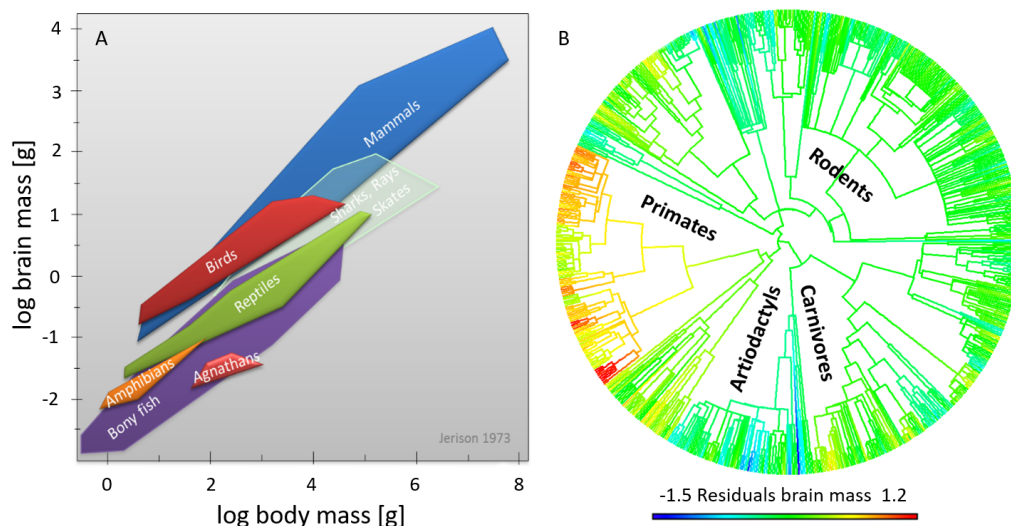 A
log brain mass [g]
4
3
2
1
0
-1
-2
Mammals
Sharks, Rays
Skates
Birds
Reptiles
Amphibians
Agnathans
Bony fish
Jerison 1973
0
2
4
6
8
log body mass [g]
B
Rodents
Primates
Artiodactyls
Carnivores
-1.5 Residuals brain mass 1.2